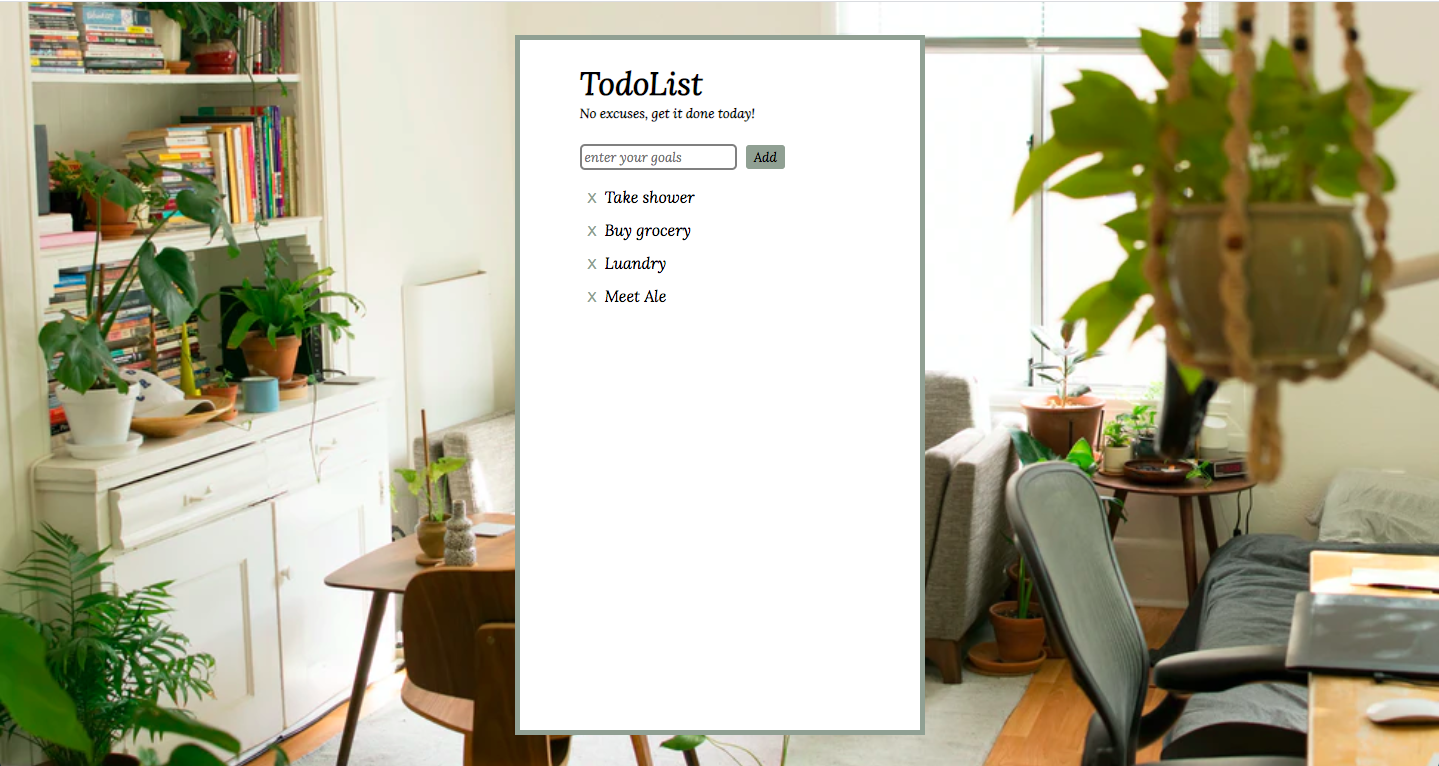 TodoList
No excuses, get it done today!
enter your goals Add
x Take shower
x Buy grocery
x Luandry
x Meet Ale